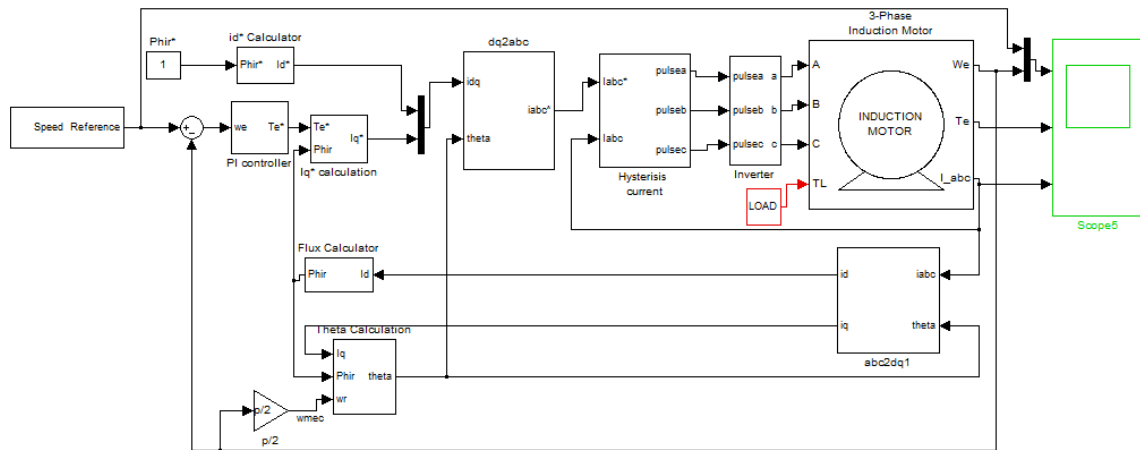 3-Phase
Induction Motor
id* Calculator
Phir*
1
Phir* Id*
dq2abc
idq
iabc*
theta
Iabc*
Iabc
pulsea
pulseb
pulsec
Hysterisis
current
pulsea a
pulseb b
pulsec c
Inverter
A
B
C
TL
We
Te
I_abc
INDUCTION
MOTOR
LOAD
Scope5
Speed Reference
we Te*
PI controller
Te*
Phir
Iq*
Iq* calculation
Flux Calculator
Phir Id
id
iq
iabc
theta
abc2dq1
Theta Calculation
Iq
Phir
wr
theta
p/2
wmec
p/2